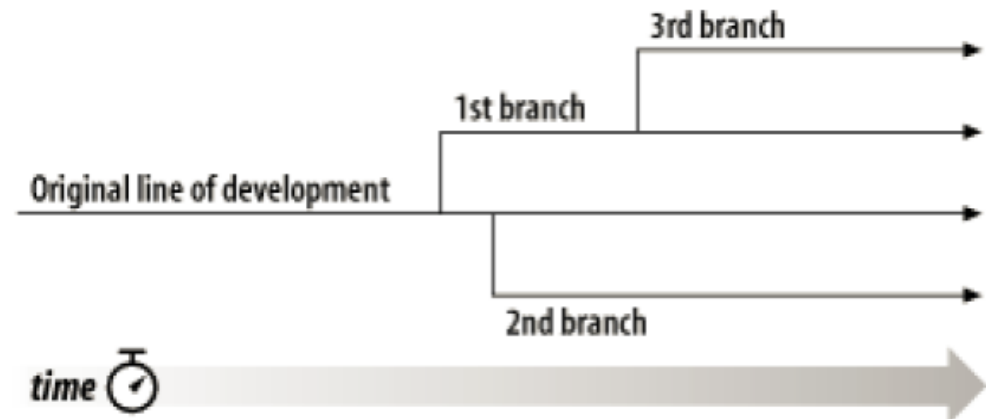 3rd branch
1st branch
Original line of development
2nd branch
time